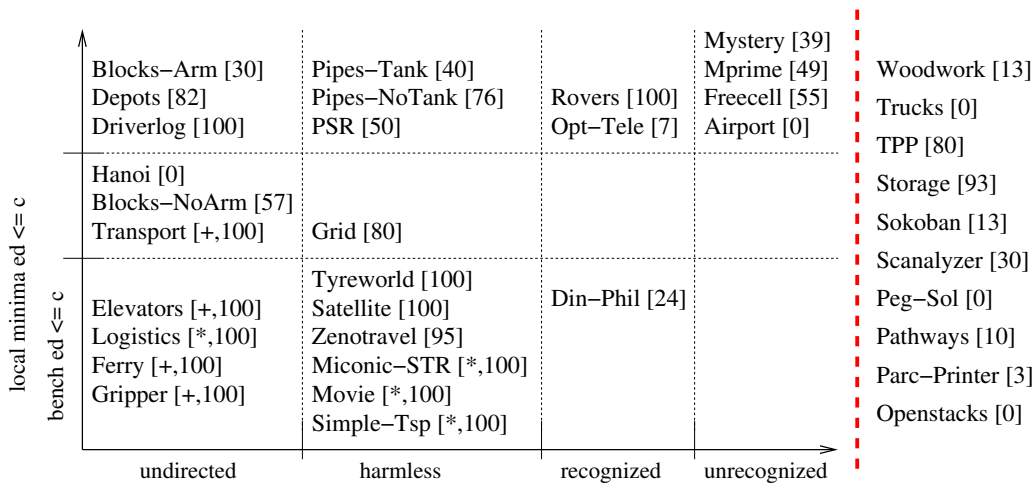 Blocks−Arm [30]
Depots [82]
Driverlog [100]
Pipes−Tank [40]
Pipes−NoTank [76]
PSR [50]
Rovers [100]
Opt−Tele [7]
Mystery [39]
Mprime [49]
Freecell [55]
Airport [0]
Hanoi [0]
Blocks−NoArm [57]
Transport [+,100]
Grid [80]
Elevators [+,100]
Logistics [*,100]
Ferry [+,100]
Gripper [+,100]
Tyreworld [100]
Satellite [100]
Zenotravel [95]
Miconic−STR [*,100]
Movie [*,100]
Simple−Tsp [*,100]
Din−Phil [24]
Woodwork [13]
Trucks [0]
TPP [80]
Storage [93]
Sokoban [13]
Scanalyzer [30]
Peg−Sol [0]
Pathways [10]
Parc−Printer [3]
Openstacks [0]
local minima ed <= c
bench ed <= c
undirected
harmless
recognized
unrecognized